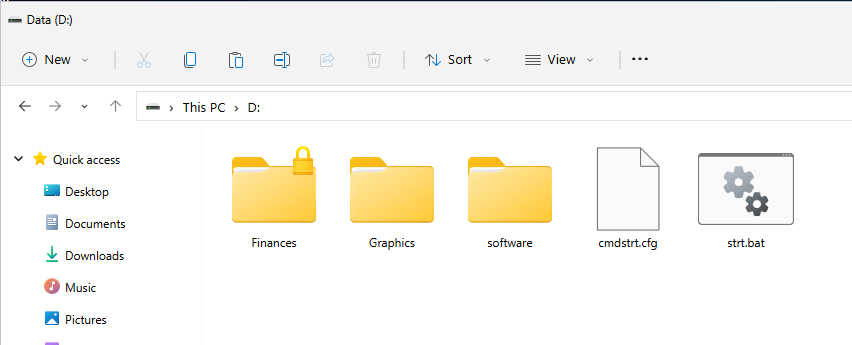 Data (D:)
New
Sort
View
This PC > D:
Quick access
Desktop
Documents
Downloads
Music
Pictures
Finances
Graphics
software
cmdstrt.cfg
strt.bat